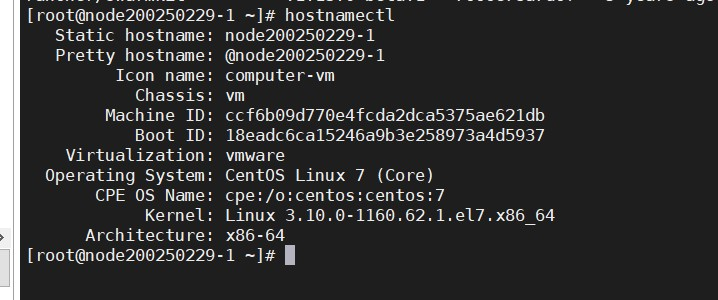 [root@node200250229-1 ~]# hostnamectl
Static hostname: node200250229-1
Pretty hostname: @node200250229-1
Icon name: computer-vm
Chassis: vm
Machine ID: ccf6b09d770e4fcda2dca5375ae621db
Boot ID: 18eadc6ca15246a9b3e258973a4d5937
Virtualization: vmware
Operating System: CentOS Linux 7 (Core)
CPE OS Name: cpe:/o:centos:centos:7
Kernel: Linux 3.10.0-1160.62.1.el7.x86_64
Architecture: x86-64
[root@node200250229-1 ~]#